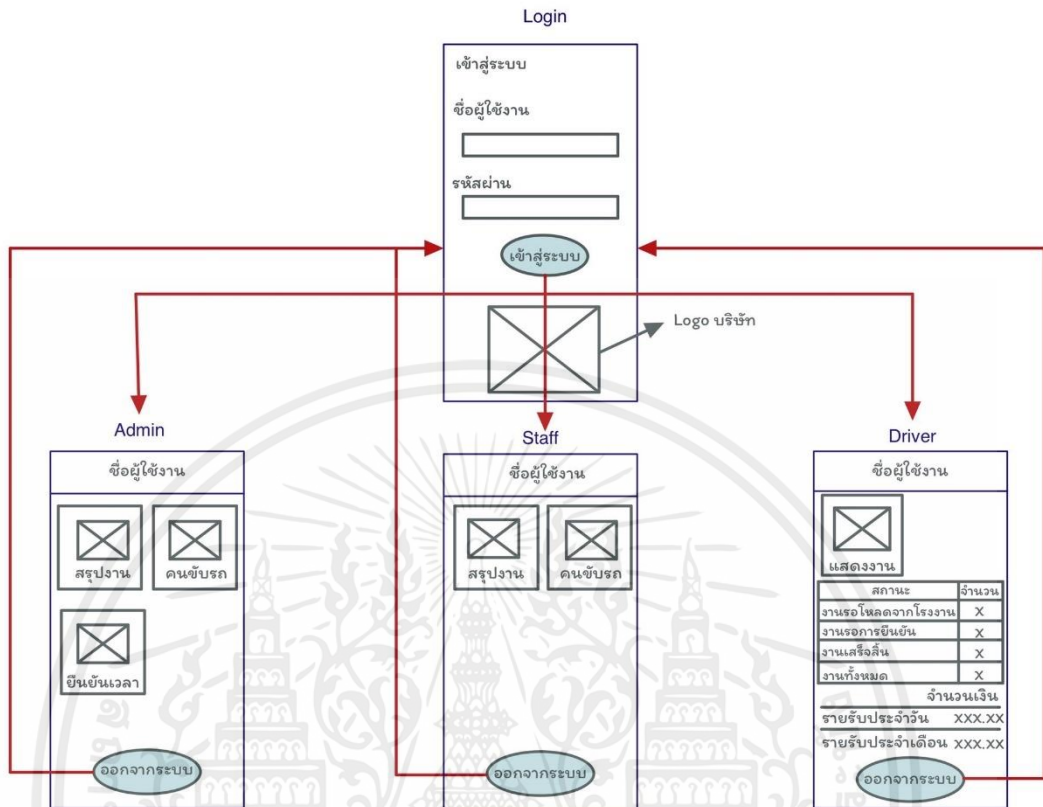 Login
เข้าสู่ระบบ
ชื่อผู้ใช้งาน
รหัสผ่าน
เข้าสู่ระบบ
Logo บริษัท
Admin
ชื่อผู้ใช้งาน
สรุปงาน
คนขับรถ
ยืนยันเวลา
ออกจากระบบ
Staff
ชื่อผู้ใช้งาน
สรุปงาน
คนขับรถ
ออกจากระบบ
Driver
ชื่อผู้ใช้งาน
แสดงงาน
สถานะ จำนวน
งานรอโหลดจากโรงงาน X
งานรอการยืนยัน X
งานเสร็จสิ้น X
งานทั้งหมด X
จำนวนเงิน
รายรับประจำวัน XXX.XX
รายรับประจำเดือน XXX.XX
ออกจากระบบ